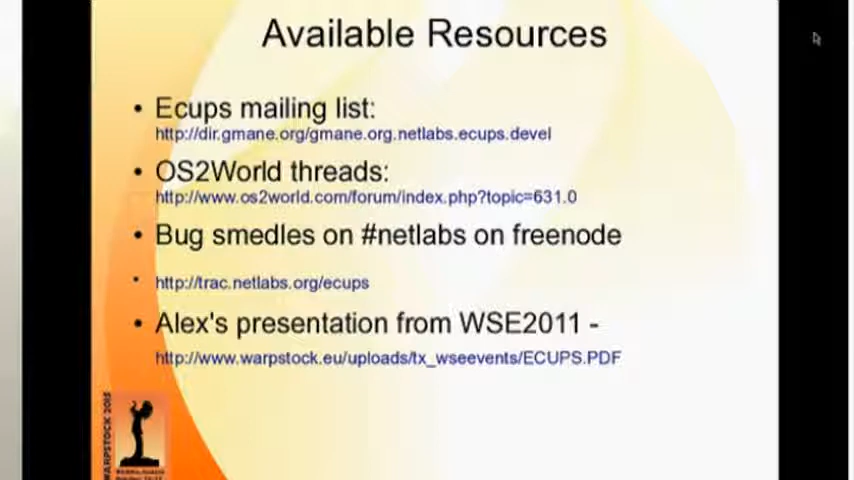 Available Resources
• Ecups mailing list:
http://dir.gmane.org/gmane.org.netlabs.ecups.devel
• OS2World threads:
http://www.os2world.com/forum/index.php?topic=631.0
• Bug smedles on #netlabs on freenode
• http://trac.netlabs.org/ecups
• Alex's presentation from WSE2011 -
http://www.warpstock.eu/uploads/tx_wseevents/ECUPS.PDF
WARPSTOCK 2015